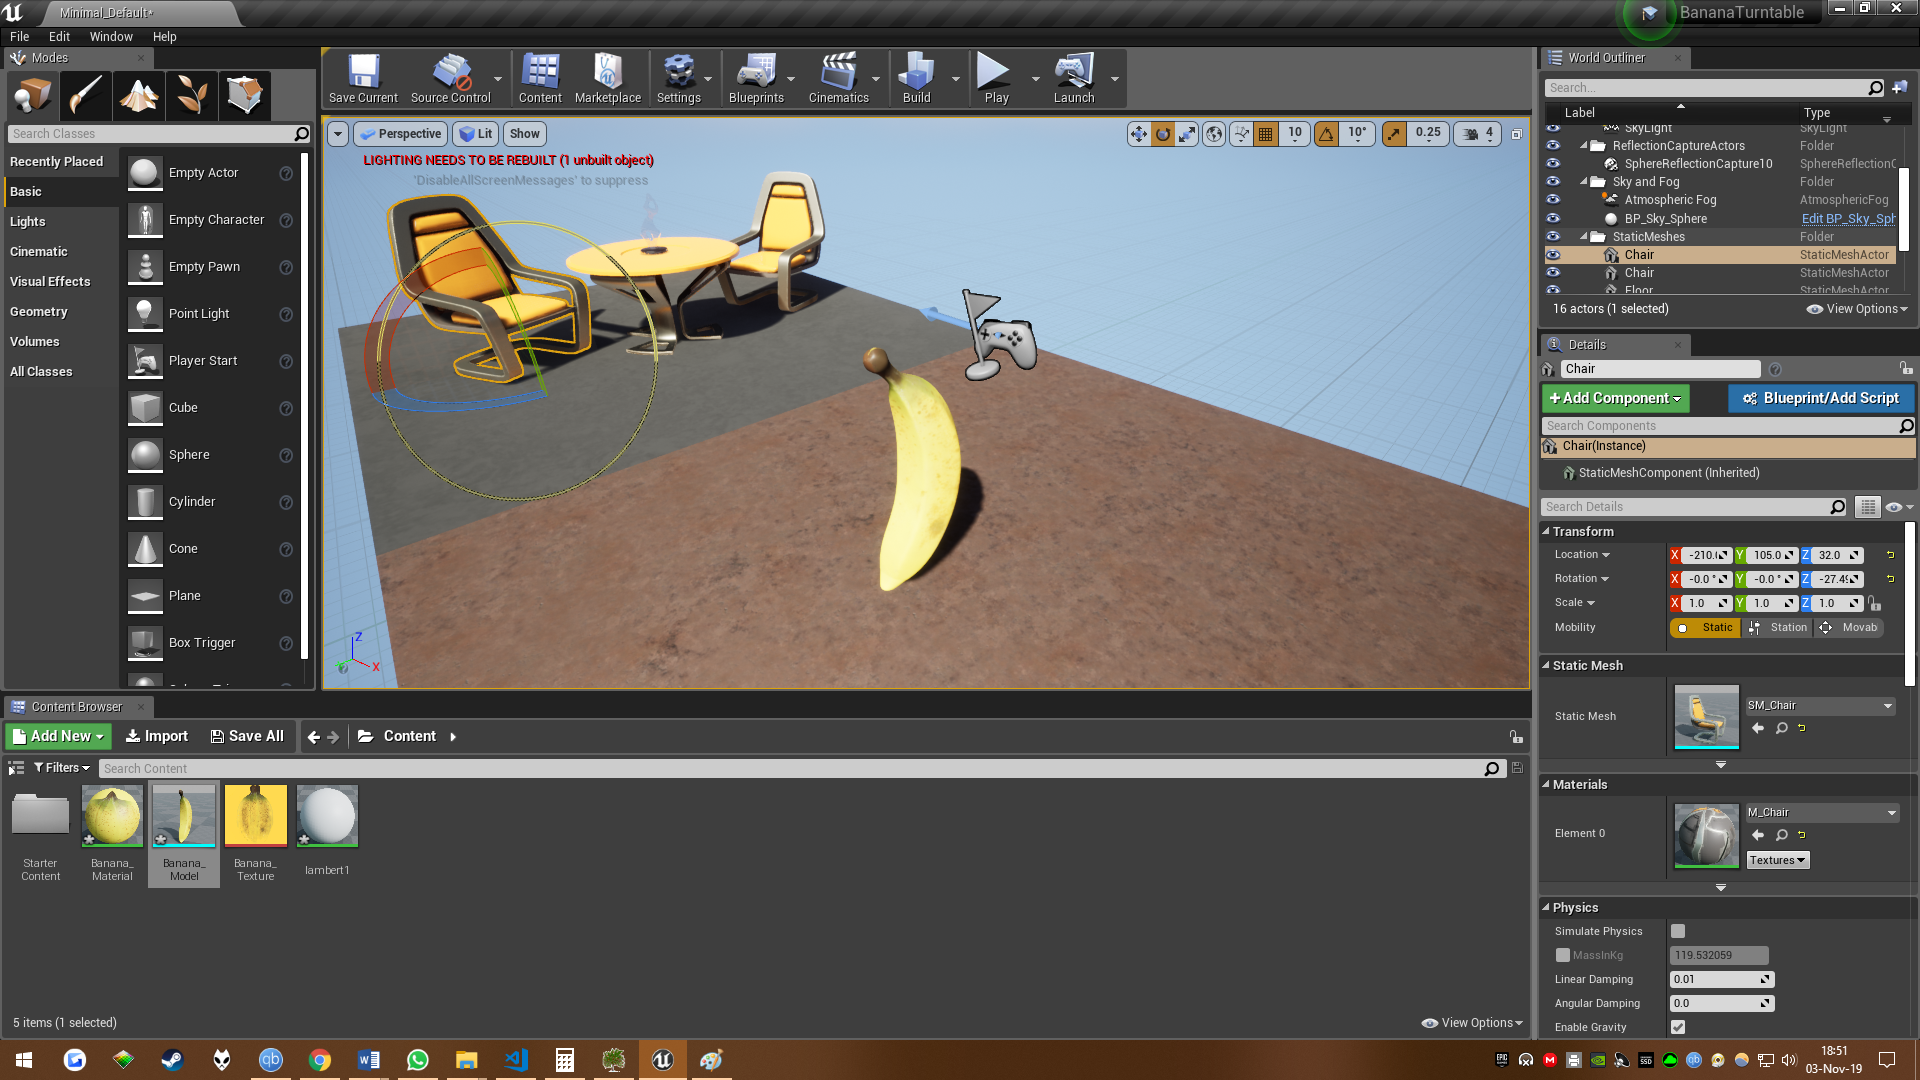 Minimal_Default*
BananaTurntable
File Edit Window Help
Modes
Search Classes
Recently Placed
Basic
Lights
Cinematic
Visual Effects
Geometry
Volumes
All Classes
Empty Actor
Empty Character
Empty Pawn
Point Light
Player Start
Cube
Sphere
Cylinder
Cone
Plane
Box Trigger
Save Current Source Control Content Marketplace Settings Blueprints Cinematics Build Play Launch
Perspective Lit Show 10 10° 0.25 4
LIGHTING NEEDS TO BE REBUILT (1 unbuilt object)
'DisableAllScreenMessages' to suppress
Z
X
World Outliner
Search...
Label Type
SkyLight SkyLight
ReflectionCaptureActors Folder
SphereReflectionCapture10 SphereReflectionC
Sky and Fog Folder
Atmospheric Fog AtmosphericFog
BP_Sky_Sphere Edit BP_Sky_Sph
StaticMeshes Folder
Chair StaticMeshActor
Chair StaticMeshActor
Floor StaticMeshActor
16 actors (1 selected) View Options
Details
Chair
+ Add Component Blueprint/Add Script
Search Components
Chair(Instance)
StaticMeshComponent (Inherited)
Search Details
Transform
Location X -210.0 Y 105.0 Z 32.0
Rotation X -0.0 ° Y -0.0 ° Z -27.49
Scale X 1.0 Y 1.0 Z 1.0
Mobility Static Station Movab
Static Mesh
Static Mesh SM_Chair
Materials
Element 0 M_Chair
Textures
Physics
Simulate Physics
MassInKg 119.532059
Linear Damping 0.01
Angular Damping 0.0
Enable Gravity
Content Browser
Add New Import Save All Content
Filters Search Content
Starter Content
Banana_ Material
Banana_ Model
Banana_ Texture
lambert1
5 items (1 selected) View Options
18:51
03-Nov-19